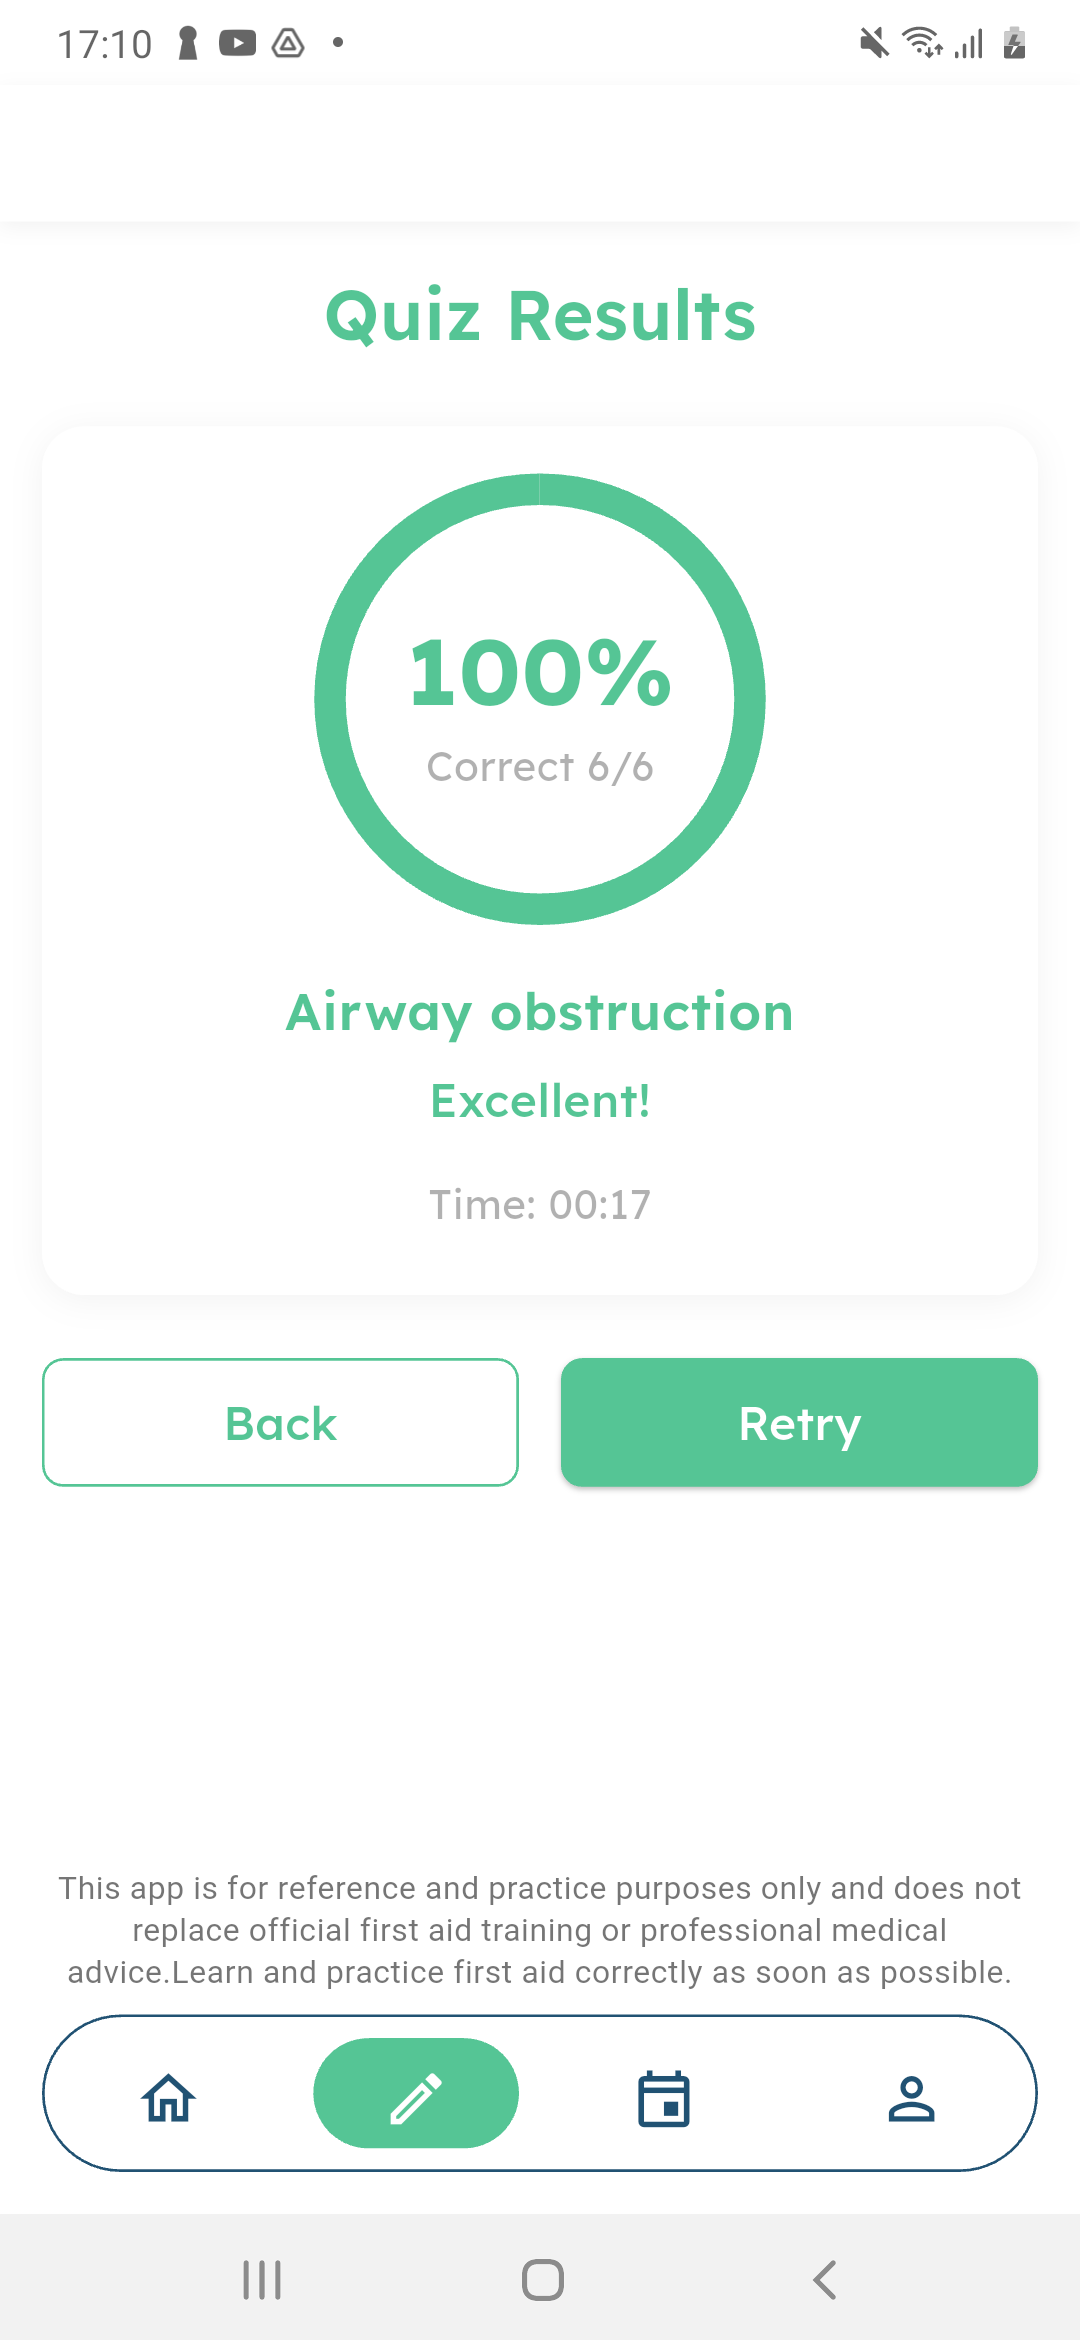 17:10
Quiz Results
100%
Correct 6/6
Airway obstruction
Excellent!
Time: 00:17
Back
Retry
This app is for reference and practice purposes only and does not
replace official first aid training or professional medical
advice.Learn and practice first aid correctly as soon as possible.